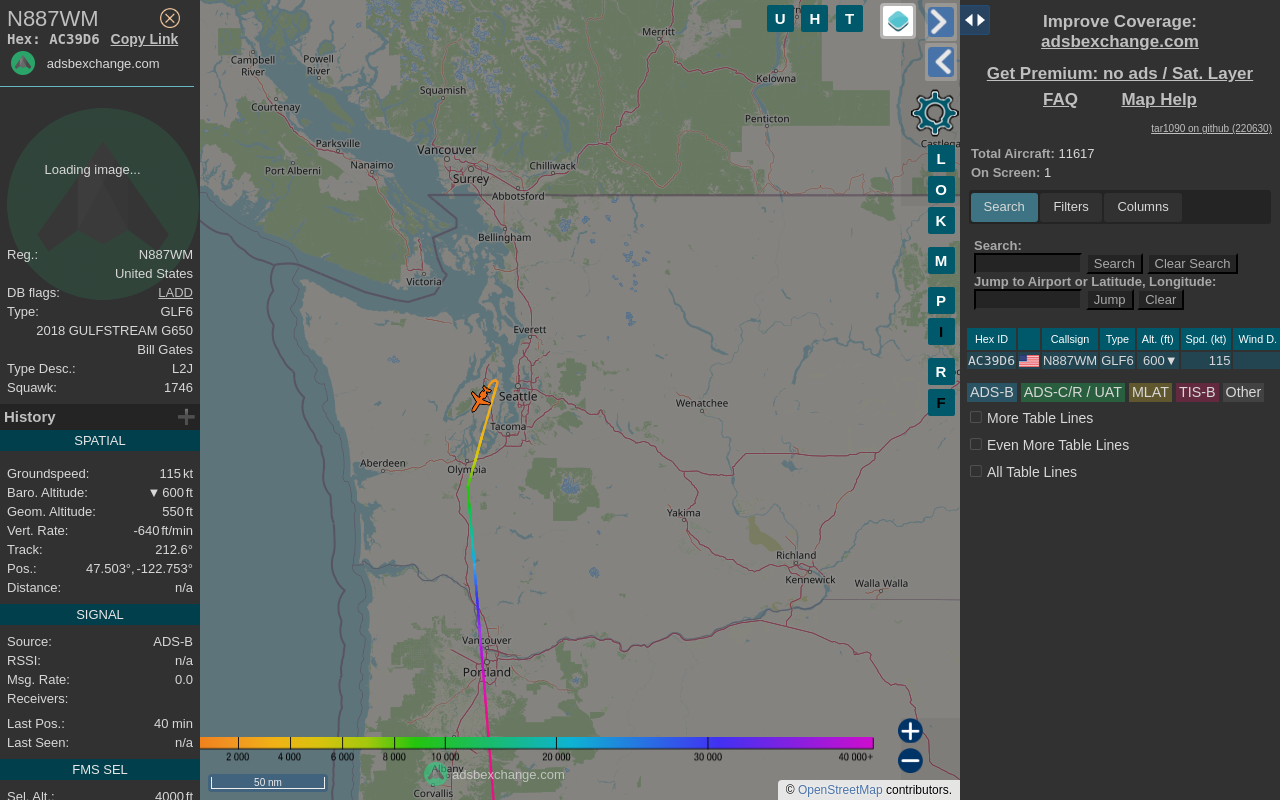 N887WM
Hex: AC39D6 Copy Link
adsbexchange.com
Loading image...
Reg.: N887WM
United States
DB flags: LADD
Type: GLF6
2018 GULFSTREAM G650
Bill Gates
Type Desc.: L2J
Squawk: 1746
History
SPATIAL
Groundspeed: 115 kt
Baro. Altitude: ▼ 600 ft
Geom. Altitude: 550 ft
Vert. Rate: -640 ft/min
Track: 212.6°
Pos.: 47.503°, -122.753°
Distance: n/a
SIGNAL
Source: ADS-B
RSSI: n/a
Msg. Rate: 0.0
Receivers:
Last Pos.: 40 min
Last Seen: n/a
FMS SEL
Sel. Alt.: 4000 ft
U H T
L
O
K
M
P
I
R
F
Merritt
Campbell River
Powell River
Kelowna
Squamish
Courtenay
Penticton
Parksville
Vancouver
Nanaimo
Chilliwack
Port Alberni
Surrey
Abbotsford
Bellingham
Victoria
Everett
Seattle
Wenatchee
Tacoma
Aberdeen
Olympia
Yakima
Richland
Kennewick
Walla Walla
Vancouver
Portland
Albany
Corvallis
2 000 4 000 6 000 8 000 10 000 20 000 30 000 40 000+
adsbexchange.com
50 nm
© OpenStreetMap contributors.
Improve Coverage:
adsbexchange.com
Get Premium: no ads / Sat. Layer
FAQ Map Help
tar1090 on github (220630)
Total Aircraft: 11617
On Screen: 1
Search Filters Columns
Search:
Search Clear Search
Jump to Airport or Latitude, Longitude:
Jump Clear
Hex ID Callsign Type Alt. (ft) Spd. (kt) Wind D.
AC39D6 N887WM GLF6 600▼ 115
ADS-B ADS-C/R / UAT MLAT TIS-B Other
More Table Lines
Even More Table Lines
All Table Lines